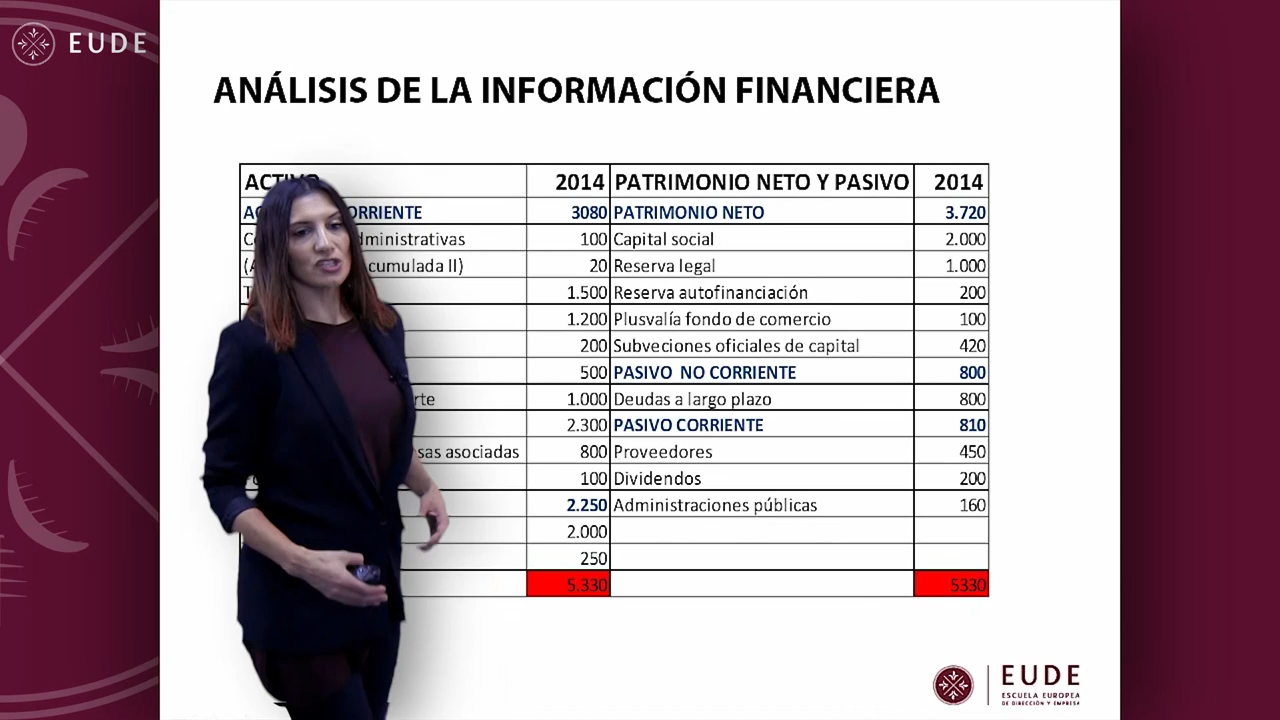 EUDE
ANÁLISIS DE LA INFORMACIÓN FINANCIERA
2014 PATRIMONIO NETO Y PASIVO 2014
3080 PATRIMONIO NETO 3.720
100 Capital social 2.000
20 Reserva legal 1.000
1.500 Reserva autofinanciación 200
1.200 Plusvalía fondo de comercio 100
200 Subveciones oficiales de capital 420
500 PASIVO NO CORRIENTE 800
1.000 Deudas a largo plazo 800
2.300 PASIVO CORRIENTE 810
asociadas 800 Proveedores 450
100 Dividendos 200
2.250 Administraciones públicas 160
2.000
250
5.330 5330
EUDE
ESCUELA EUROPEA
DE DIRECCIÓN Y EMPRESA